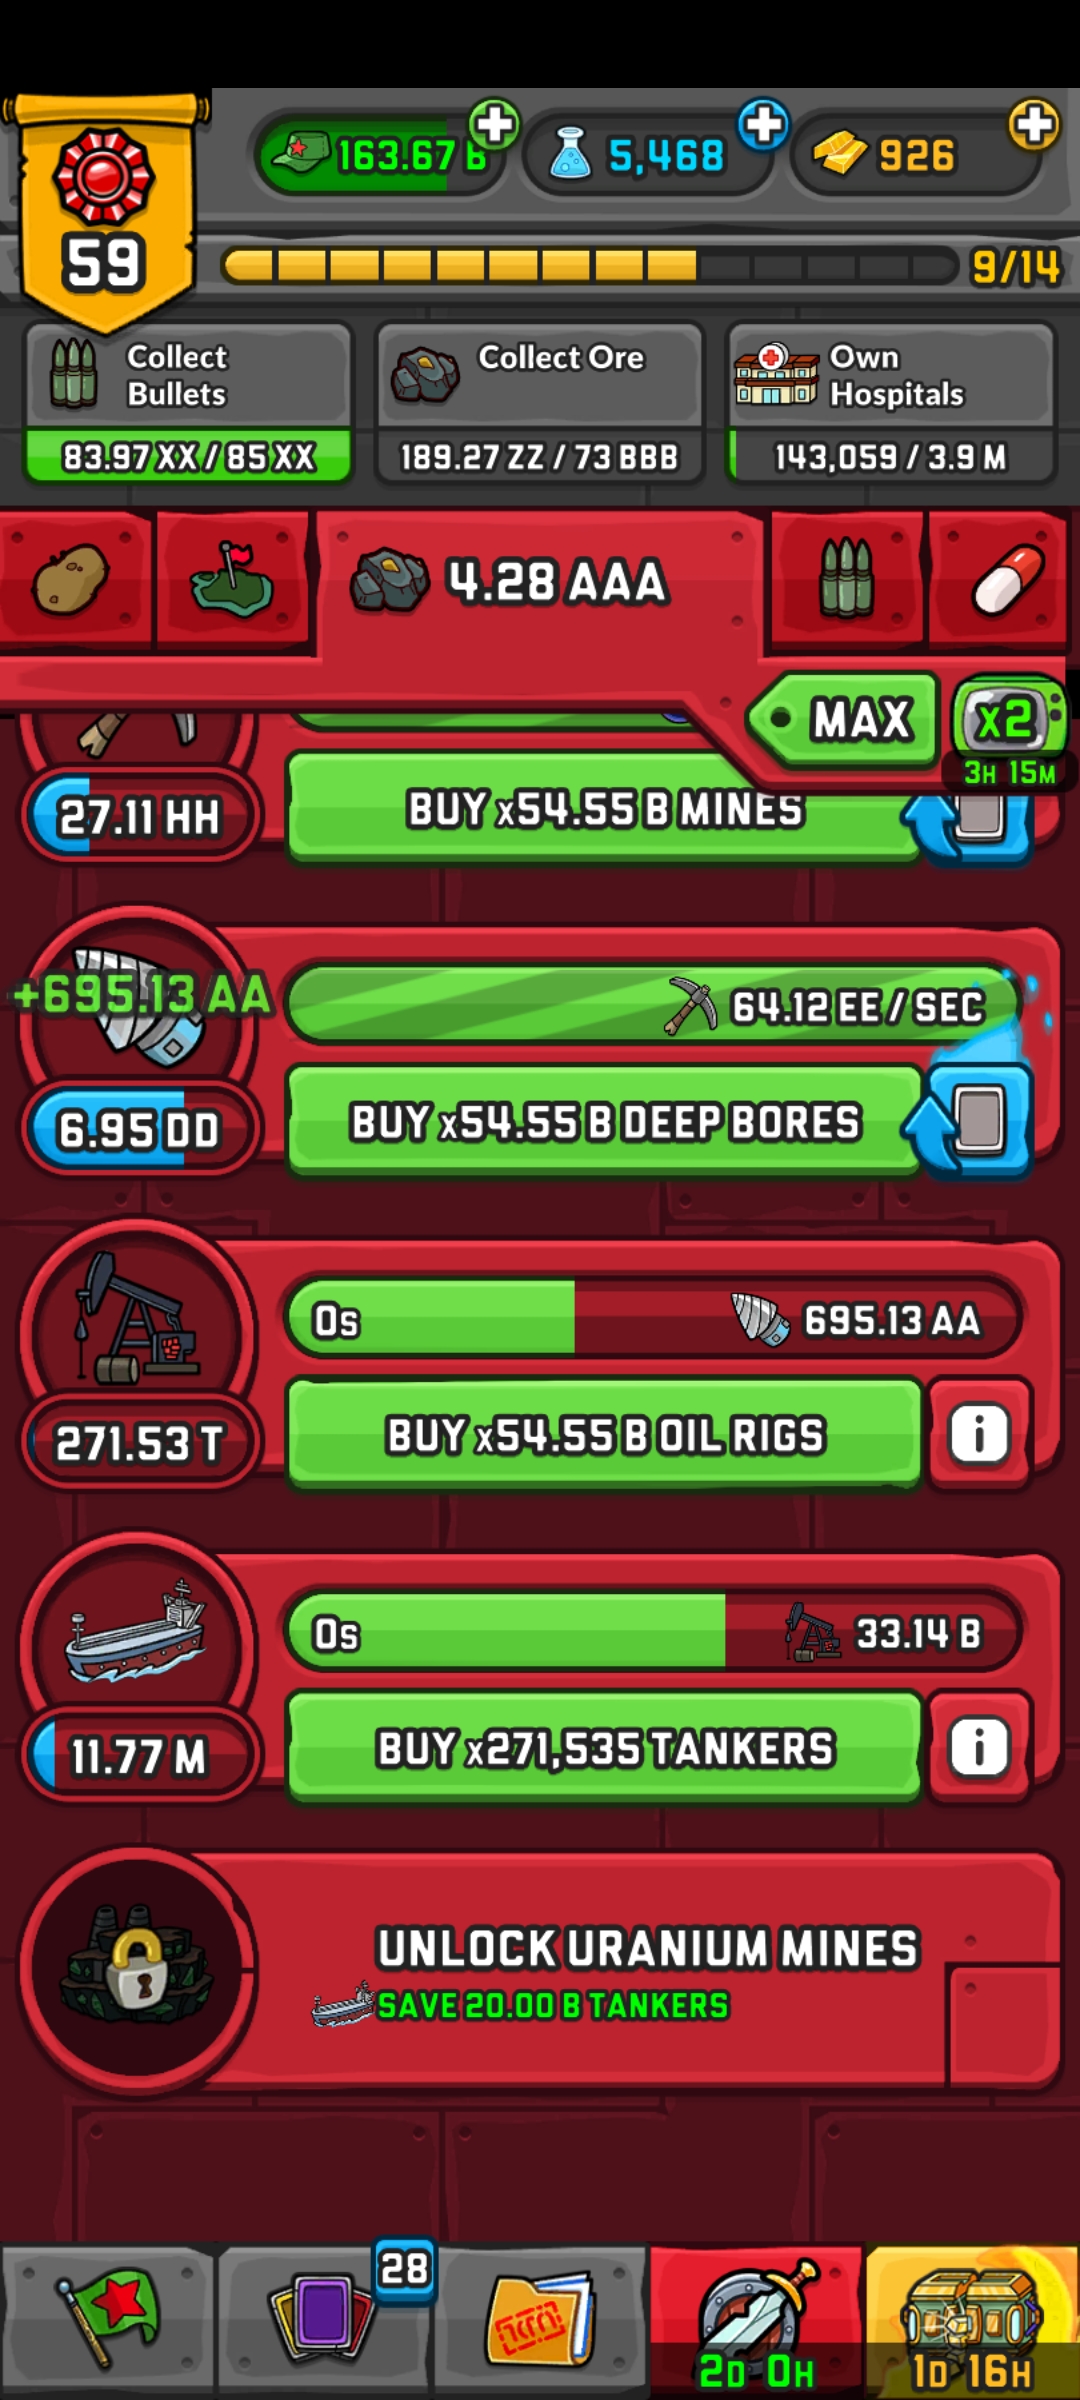 163.67 B
5,468
926
59
9/14
Collect
Bullets
83.97 XX / 85 XX
Collect Ore
189.27 ZZ / 73 BBB
Own
Hospitals
143,059 / 3.9 M
4.28 AAA
MAX
x2
3H 15M
27.11 HH
BUY x54.55 B MINES
+695.13 AA
64.12 EE / SEC
6.95 DD
BUY x54.55 B DEEP BORES
0s
695.13 AA
271.53 T
BUY x54.55 B OIL RIGS
i
0s
33.14 B
11.77 M
BUY x271,535 TANKERS
i
UNLOCK URANIUM MINES
SAVE 20.00 B TANKERS
28
2D 0H
1D 16H